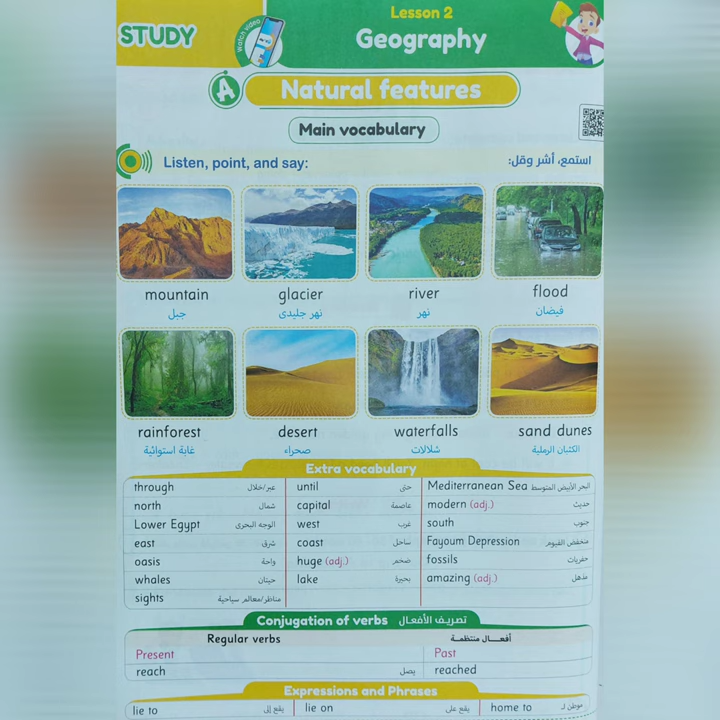 STUDY
Watch video
Lesson 2
Geography
A Natural features
Main vocabulary
Listen, point, and say: استمع، أشر وقل:
mountain glacier river flood
جبل نهر جليدى نهر فيضان
rainforest desert waterfalls sand dunes
غابة استوائية صحراء شلالات الكثبان الرملية
Extra vocabulary
through عبر/خلال until حتى Mediterranean Sea البحر الأبيض المتوسط
north شمال capital عاصمة modern (adj.) حديث
Lower Egypt الوجه البحرى west غرب south جنوب
east شرق coast ساحل Fayoum Depression منخفض الفيوم
oasis واحة huge (adj.) ضخم fossils حفريات
whales حيتان lake بحيرة amazing (adj.) مذهل
sights مناظر/معالم سياحية
Conjugation of verbs تصريف الأفعال
Regular verbs أفعـــال منتظمـة
Present Past
reach يصل reached
Expressions and Phrases
lie to يقع إلى lie on يقع على home to موطن لـ